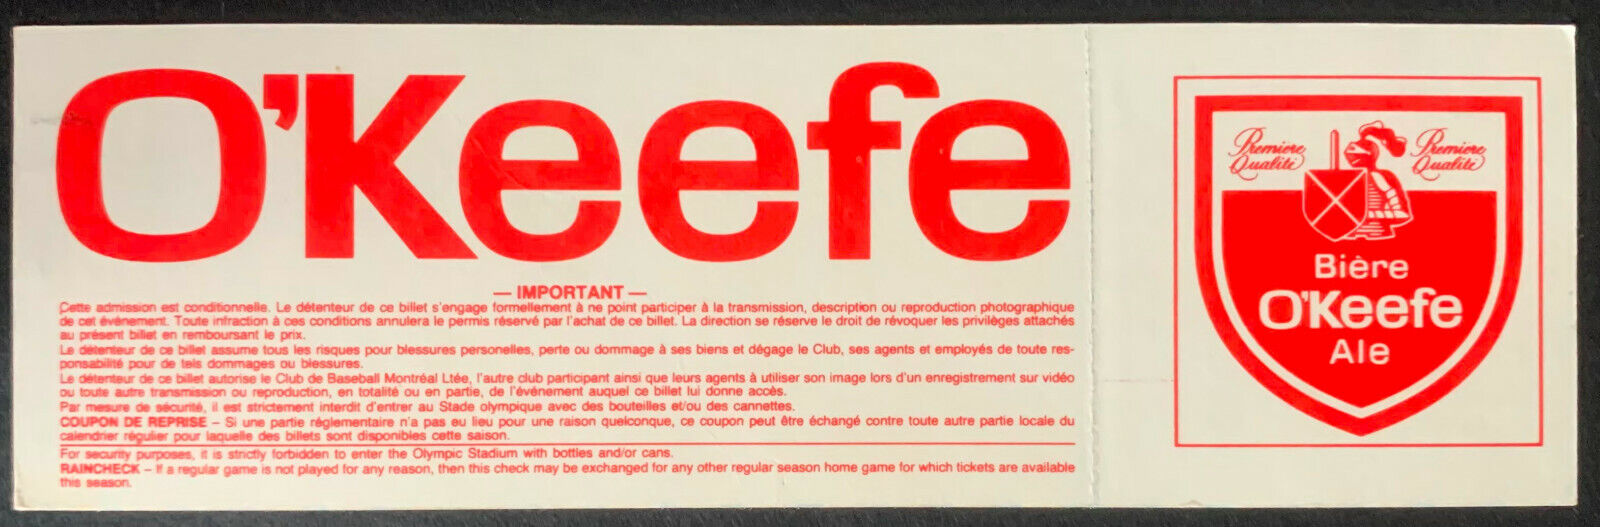 O'Keefe
— IMPORTANT —
Cette admission est conditionnelle. Le détenteur de ce billet s'engage formellement à ne point participer à la transmission, description ou reproduction photographique
de cet événement. Toute infraction à ces conditions annulera le permis réservé par l'achat de ce billet. La direction se réserve le droit de révoquer les privilèges attachés
au présent billet en remboursant le prix.
Le détenteur de ce billet assume tous les risques pour blessures personelles, perte ou dommage à ses biens et dégage le Club, ses agents et employés de toute res-
ponsabilité pour de tels dommages ou blessures.
Le détenteur de ce billet autorise le Club de Baseball Montréal Ltée, l'autre club participant ainsi que leurs agents à utiliser son image lors d'un enregistrement sur vidéo
ou toute autre transmission ou reproduction, en totalité ou en partie, de l'événement auquel ce billet lui donne accès.
Par mesure de sécurité, il est strictement interdit d'entrer au Stade olympique avec des bouteilles et/ou des cannettes.
COUPON DE REPRISE – Si une partie réglementaire n'a pas eu lieu pour une raison quelconque, ce coupon peut être échangé contre toute autre partie locale du
calendrier régulier pour laquelle des billets sont disponibles cette saison.
For security purposes, it is strictly forbidden to enter the Olympic Stadium with bottles and/or cans.
RAINCHECK – If a regular game is not played for any reason, then this check may be exchanged for any other regular season home game for which tickets are available
this season.
Première
Qualité
Première
Qualité
Bière
O'Keefe
Ale